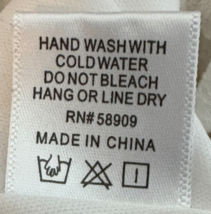 HAND WASH WITH
COLD WATER
DO NOT BLEACH
HANG OR LINE DRY
RN# 58909
MADE IN CHINA